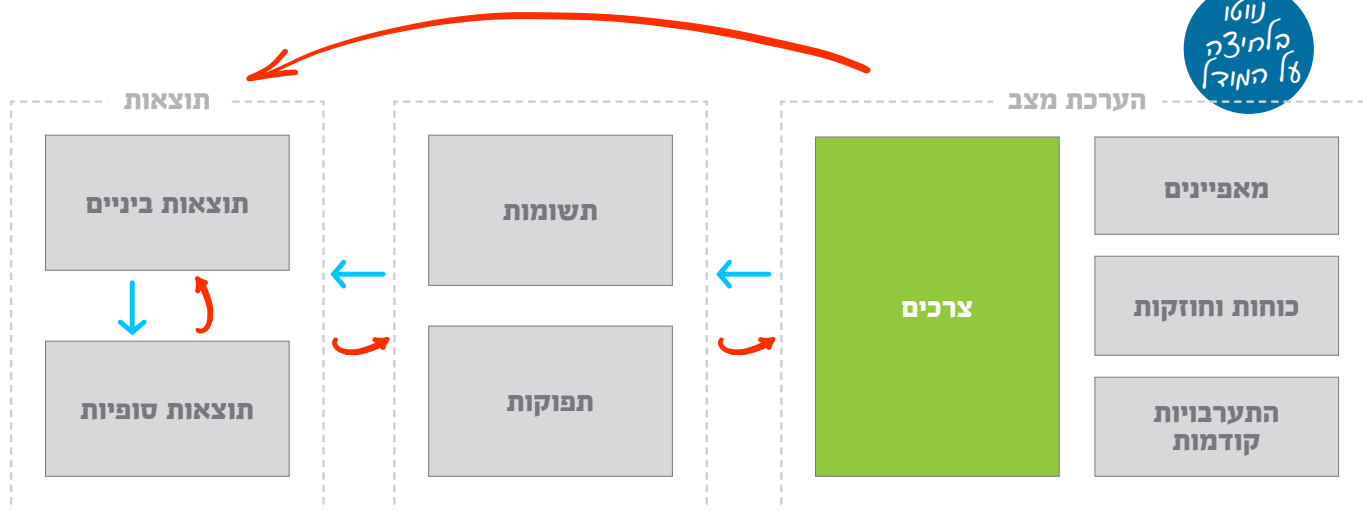 נווטו
בלחיצה
על המודל
הערכת מצב
מאפיינים
כוחות וחוזקות
התערבויות
קודמות
צרכים
תשומות
תפוקות
תוצאות
תוצאות ביניים
תוצאות סופיות